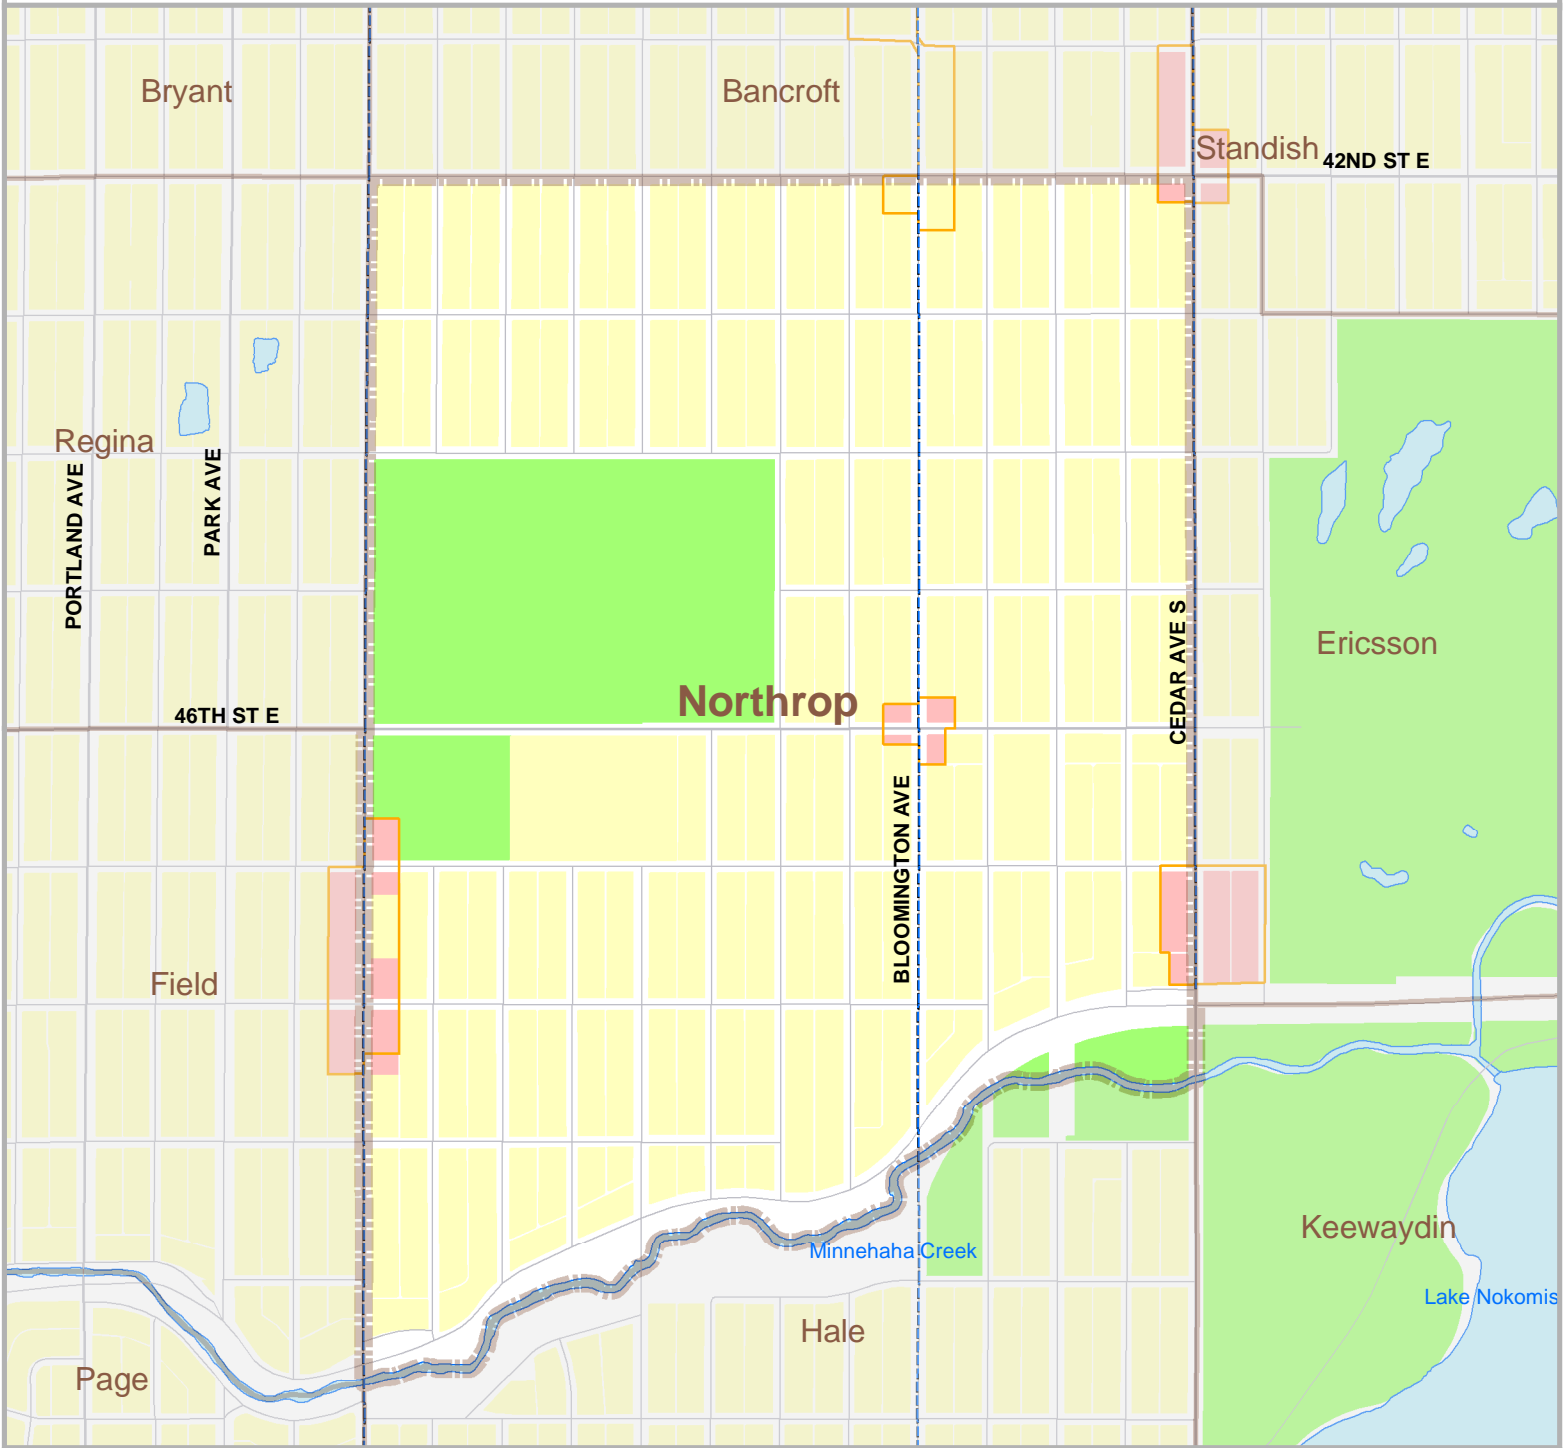 Bryant
Bancroft
Standish
42ND ST E
Regina
PORTLAND AVE
PARK AVE
Ericsson
CEDAR AVE S
Northrop
46TH ST E
BLOOMINGTON AVE
Field
Keewaydin
Minnehaha Creek
Lake Nokomis
Hale
Page